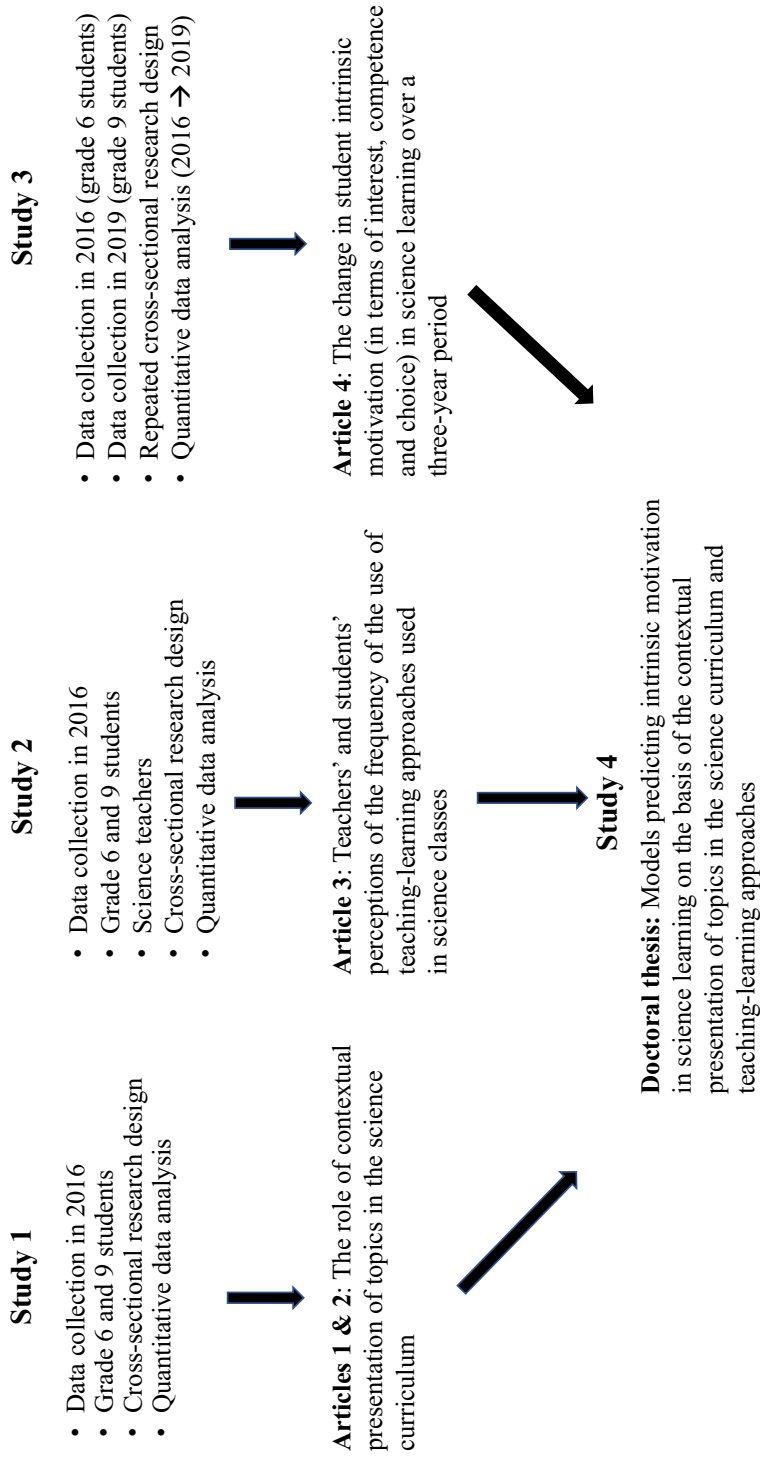 Study 1
• Data collection in 2016
• Grade 6 and 9 students
• Cross-sectional research design
• Quantitative data analysis
Articles 1 & 2: The role of contextual
presentation of topics in the science
curriculum
Study 2
• Data collection in 2016
• Grade 6 and 9 students
• Science teachers
• Cross-sectional research design
• Quantitative data analysis
Article 3: Teachers’ and students’
perceptions of the frequency of the use of
teaching-learning approaches used
in science classes
Study 3
• Data collection in 2016 (grade 6 students)
• Data collection in 2019 (grade 9 students)
• Repeated cross-sectional research design
• Quantitative data analysis (2016 → 2019)
Article 4: The change in student intrinsic
motivation (in terms of interest, competence
and choice) in science learning over a
three-year period
Study 4
Doctoral thesis: Models predicting intrinsic motivation
in science learning on the basis of the contextual
presentation of topics in the science curriculum and
teaching-learning approaches